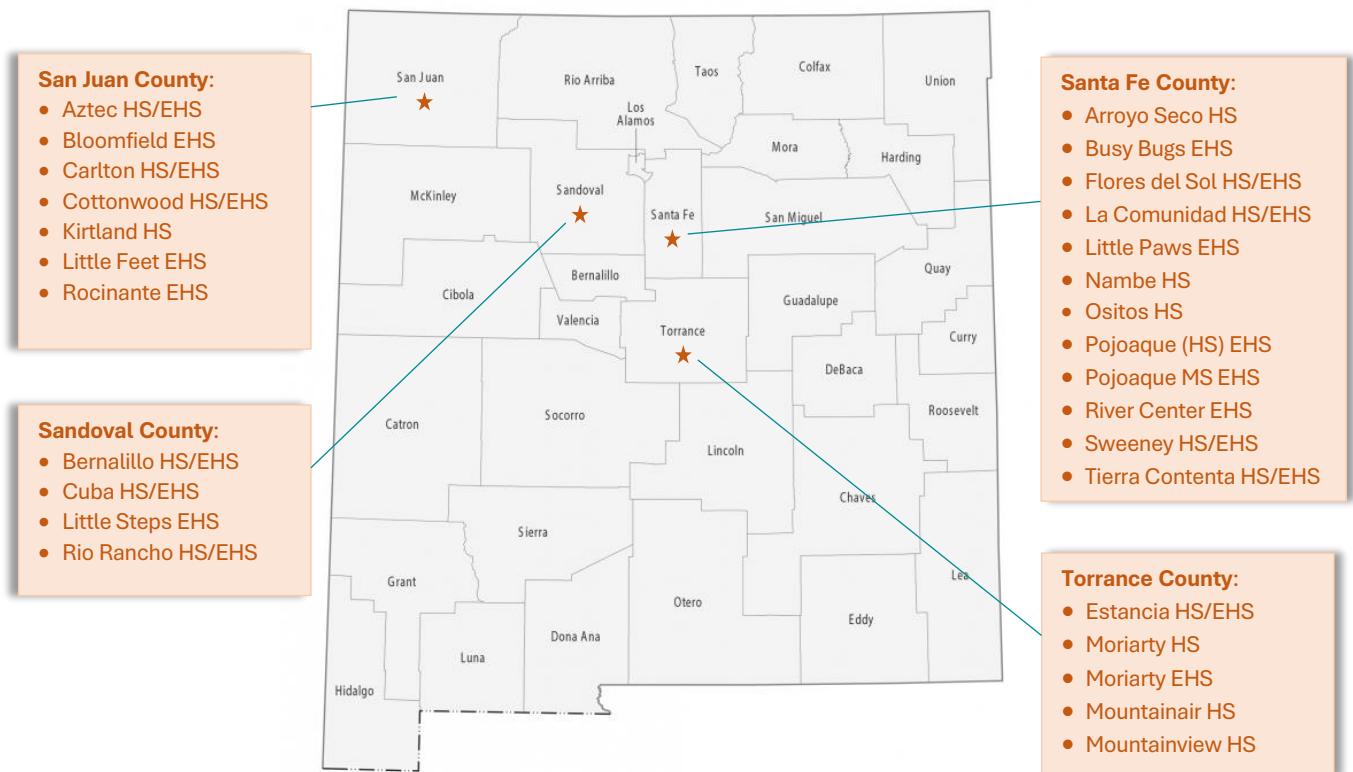 San Juan County:
• Aztec HS/EHS
• Bloomfield EHS
• Carlton HS/EHS
• Cottonwood HS/EHS
• Kirtland HS
• Little Feet EHS
• Rocinante EHS
Sandoval County:
• Bernalillo HS/EHS
• Cuba HS/EHS
• Little Steps EHS
• Rio Rancho HS/EHS
San Juan
Rio Arriba
Taos
Colfax
Union
Los
Alamos
Mora
Harding
McKinley
Sandoval
Santa Fe
San Miguel
Quay
Bernalillo
Cibola
Guadalupe
Valencia
Torrance
Curry
DeBaca
Roosevelt
Catron
Socorro
Lincoln
Chaves
Sierra
Lea
Grant
Otero
Eddy
Dona Ana
Luna
Hidalgo
Santa Fe County:
• Arroyo Seco HS
• Busy Bugs EHS
• Flores del Sol HS/EHS
• La Comunidad HS/EHS
• Little Paws EHS
• Nambe HS
• Ositos HS
• Pojoaque (HS) EHS
• Pojoaque MS EHS
• River Center EHS
• Sweeney HS/EHS
• Tierra Contenta HS/EHS
Torrance County:
• Estancia HS/EHS
• Moriarty HS
• Moriarty EHS
• Mountainair HS
• Mountainview HS